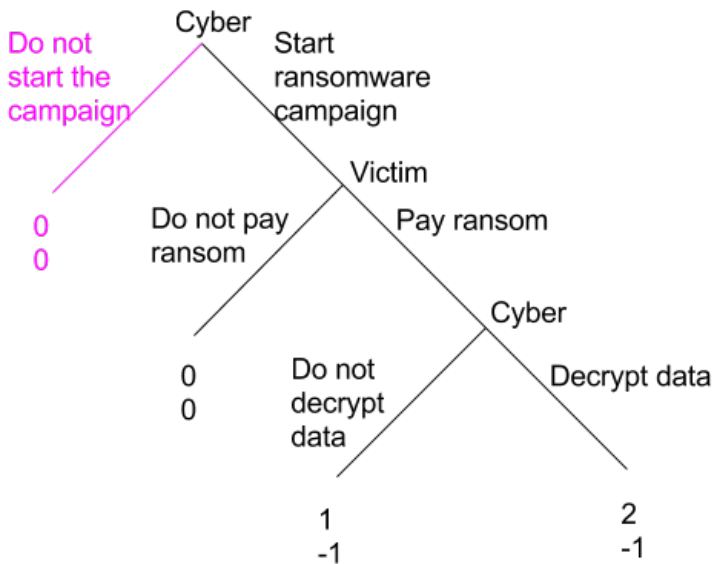 Cyber
Do not
start the
campaign
Start
ransomware
campaign
Victim
0
0
Do not pay
ransom
Pay ransom
Cyber
0
0
Do not
decrypt
data
Decrypt data
1
-1
2
-1